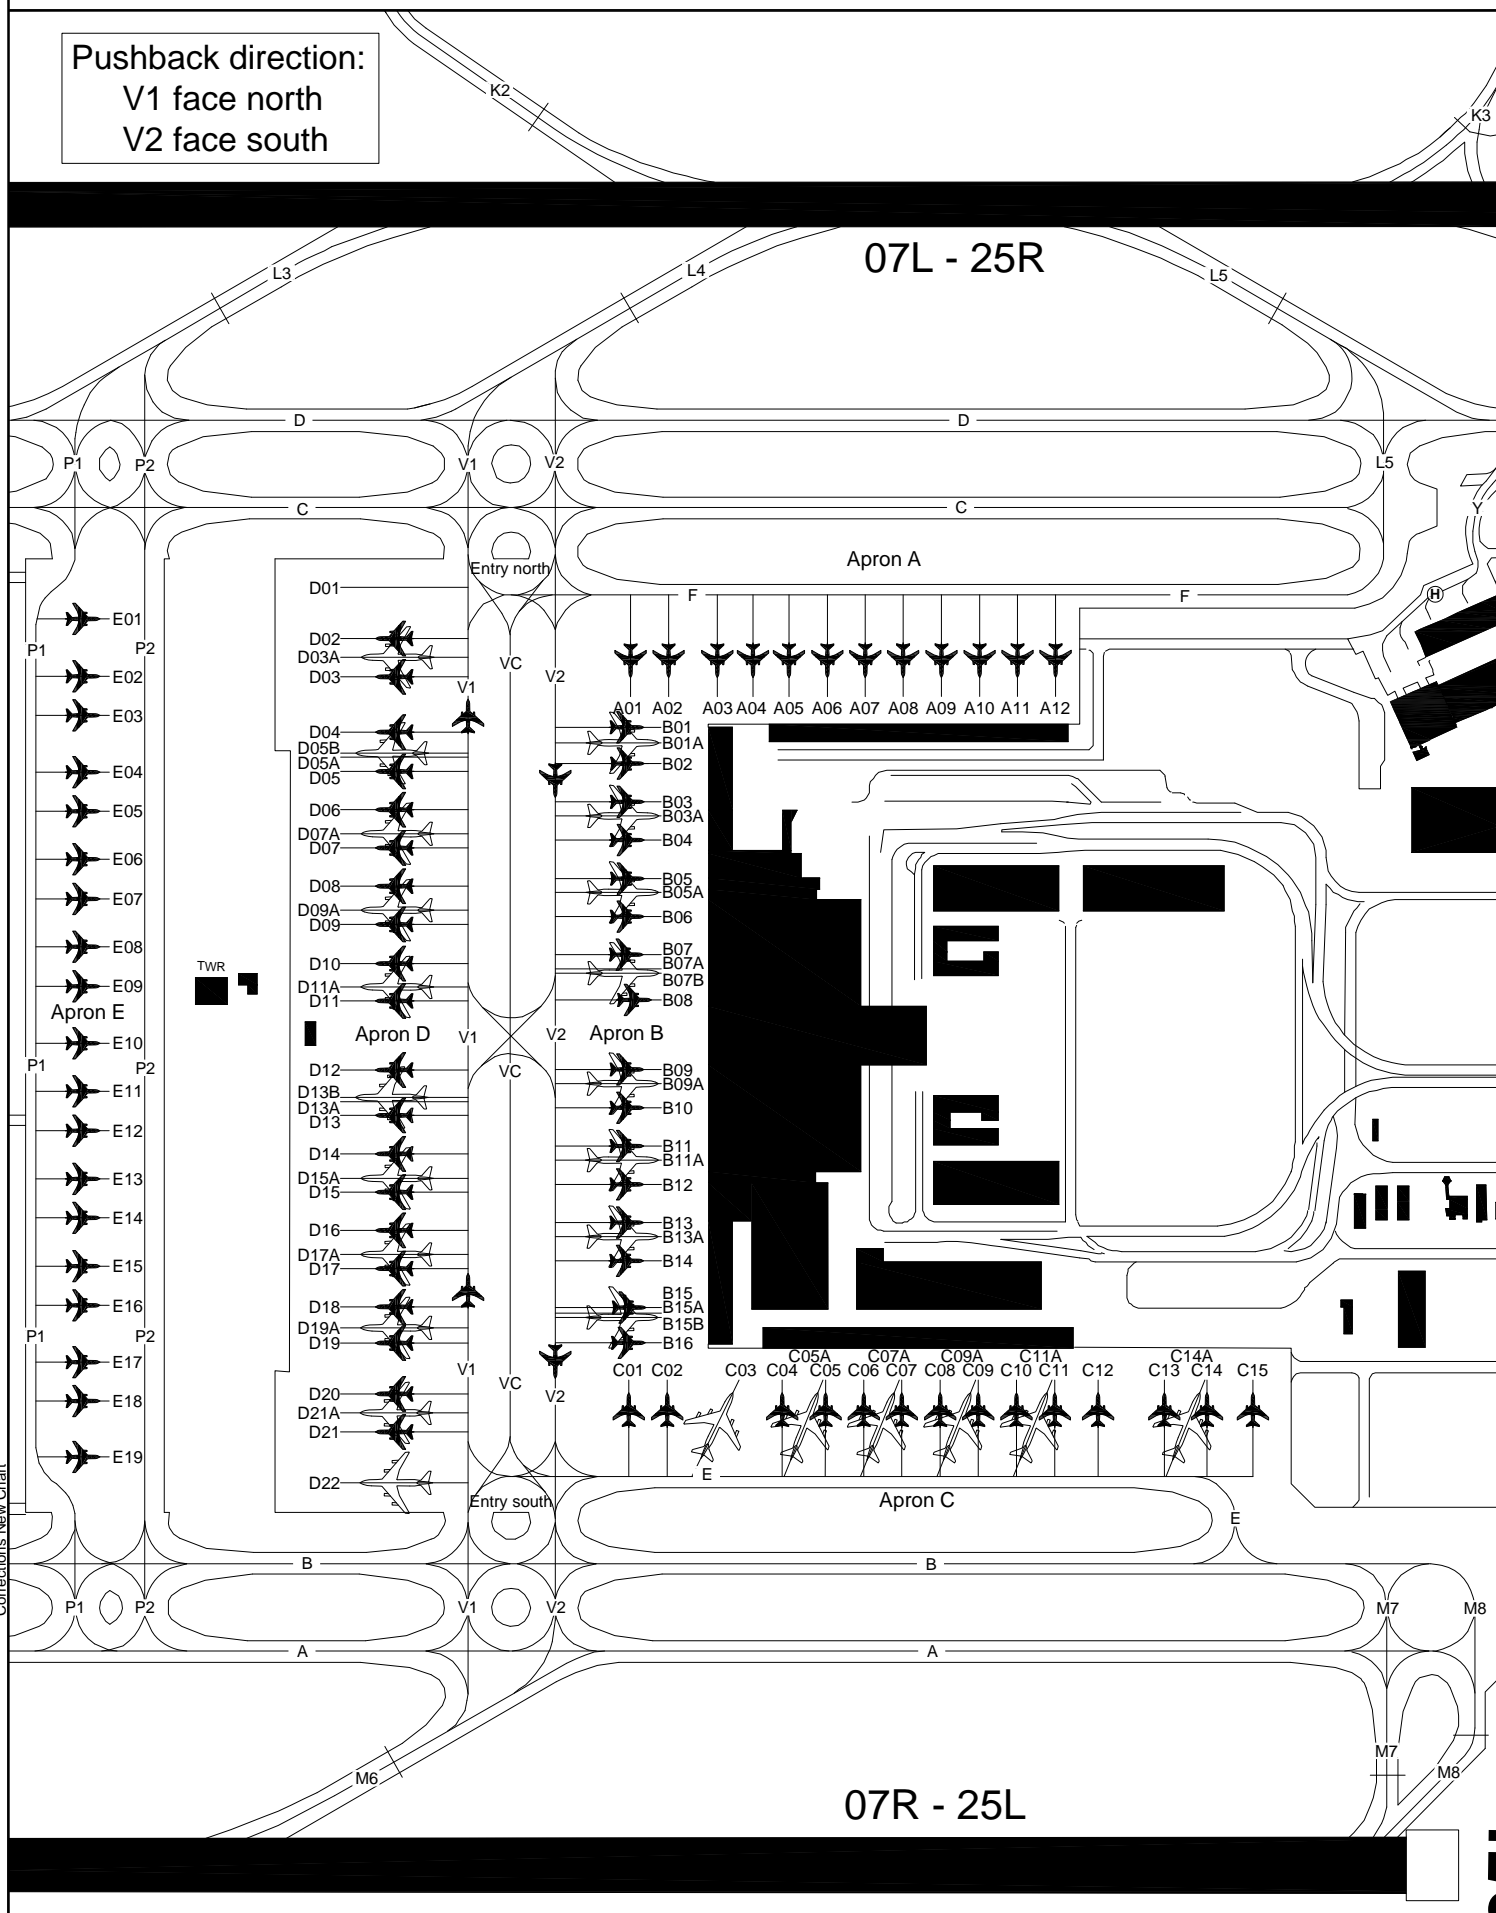 Pushback direction:
V1 face north
V2 face south
K2
K3
07L - 25R
L3
L4
L5
D
D
P1
P2
V1
V2
L5
C
C
Y
Apron A
Entry north
D01
F
F
H
E01
P1
P2
D02
D03A
D03
VC
V1
V2
E02
E03
A01 A02 A03 A04 A05 A06 A07 A08 A09 A10 A11 A12
D04
D05B
D05A
D05
B01
B01A
B02
E04
E05
D06
D07A
D07
B03
B03A
B04
E06
E07
D08
D09A
D09
B05
B05A
B06
E08
E09
TWR
D10
D11A
D11
B07
B07A
B07B
B08
Apron E
Apron D
V1
V2
Apron B
E10
P1
P2
D12
VC
B09
B09A
E11
D13B
D13A
D13
B10
E12
D14
B11
B11A
E13
D15A
D15
B12
E14
D16
B13
B13A
E15
D17A
D17
B14
E16
D18
B15
B15A
B15B
P1
P2
D19A
D19
B16
E17
V1
VC
V2
C05A C07A C09A C11A C14A
C01 C02 C03 C04 C05 C06 C07 C08 C09 C10 C11 C12 C13 C14 C15
E18
D20
D21A
D21
E19
D22
E
Entry south
Apron C
E
Corrections New Chart
B
B
P1
P2
V1
V2
M7
M8
A
A
M6
M7
M8
07R - 25L